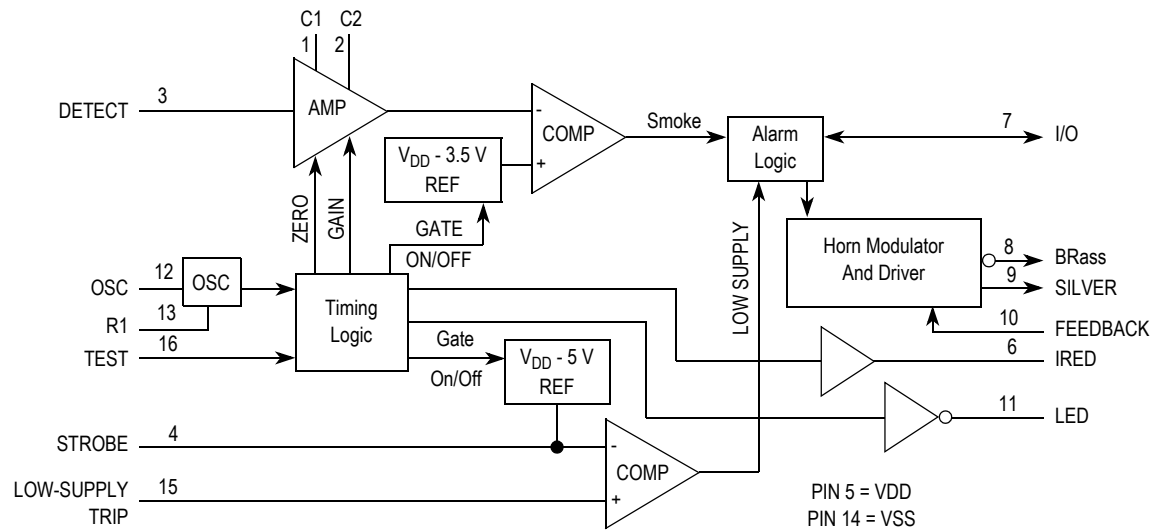 C1 C2
1 2
DETECT 3
AMP
-
COMP
+
Smoke
Alarm
Logic
7 I/O
VDD - 3.5 V
REF
ZERO
GAIN
GATE
ON/OFF
LOW SUPPLY
Horn Modulator
And Driver
8 BRass
9 SILVER
10 FEEDBACK
OSC 12 OSC
R1 13
TEST 16
Timing
Logic
Gate
On/Off
VDD - 5 V
REF
6 IRED
11 LED
STROBE 4
-
COMP
+
LOW-SUPPLY 15
TRIP
PIN 5 = VDD
PIN 14 = VSS